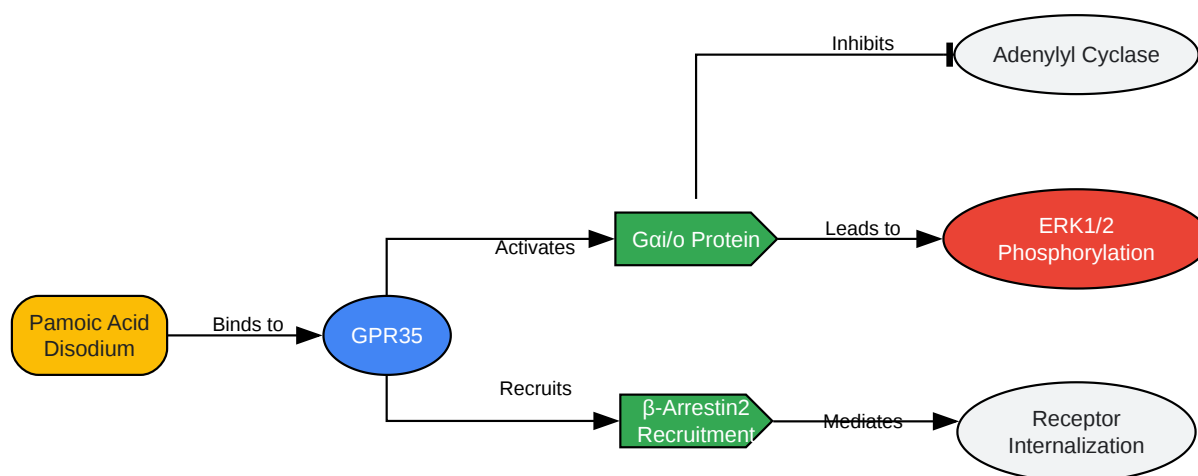 Inhibits
Adenylyl Cyclase
Activates
Gαi/o Protein
Leads to
ERK1/2
Phosphorylation
Pamoic Acid
Disodium
Binds to
GPR35
Recruits
β-Arrestin2
Recruitment
Mediates
Receptor
Internalization